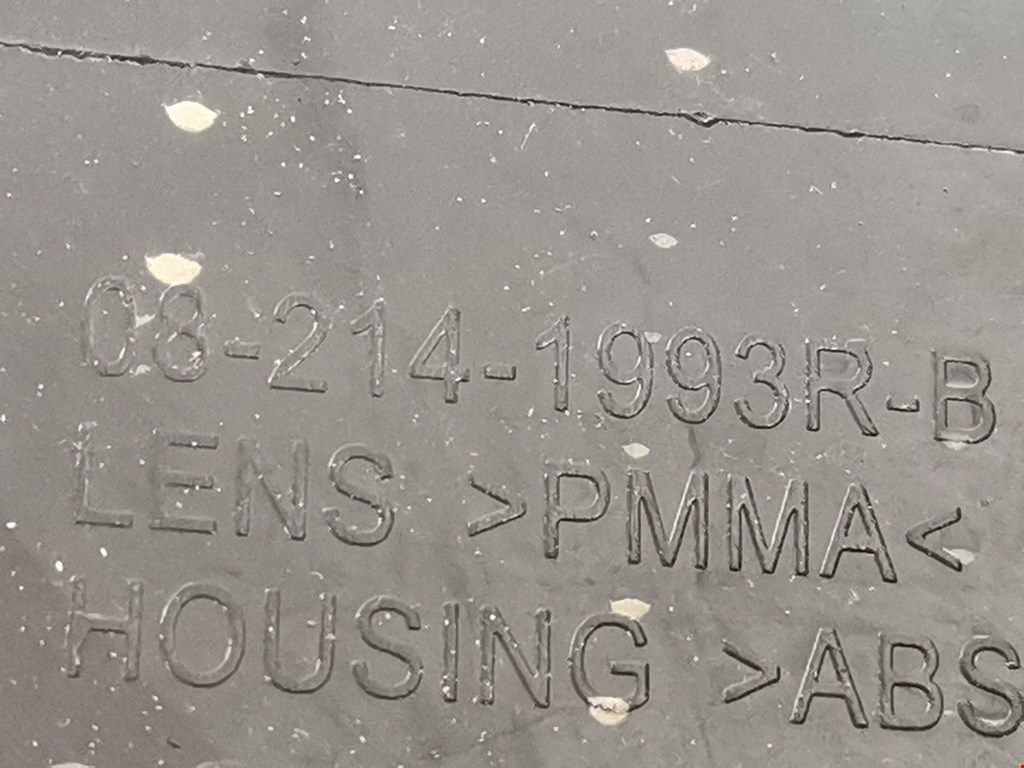 08-214-1993R-B
LENS >PMMA<
HOUSING >ABS